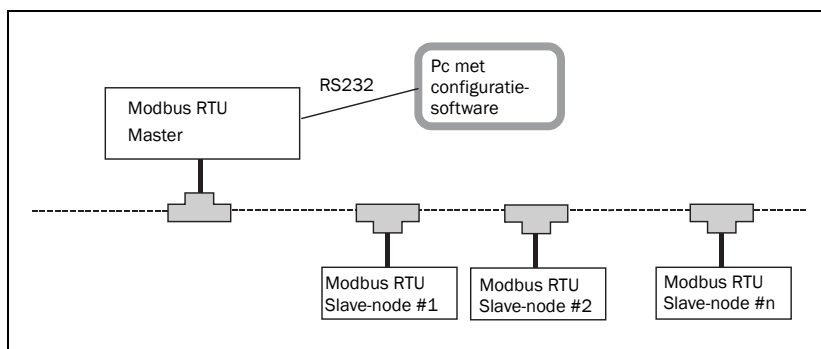 RS232
Pc met
configuratie-
software
Modbus RTU
Master
Modbus RTU
Slave-node #1
Modbus RTU
Slave-node #2
Modbus RTU
Slave-node #n